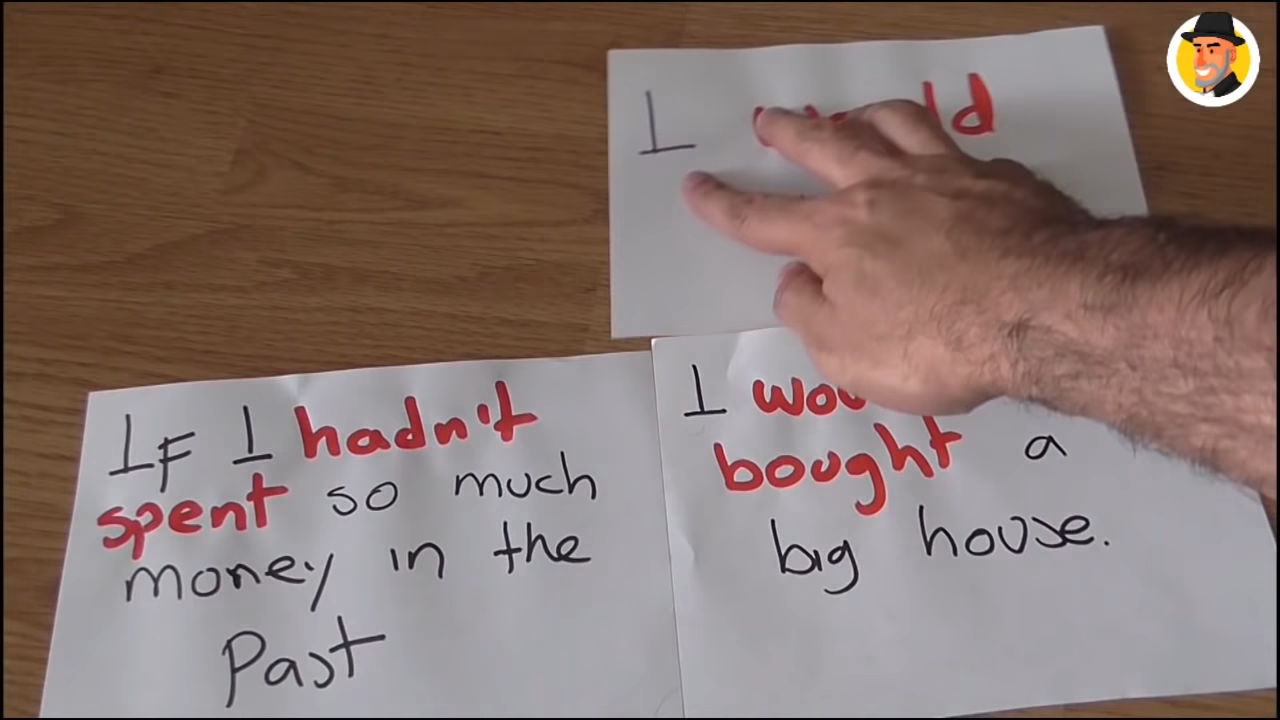 I
IF I hadn't
spent so much
money in the
Past
I
bought a
big house.